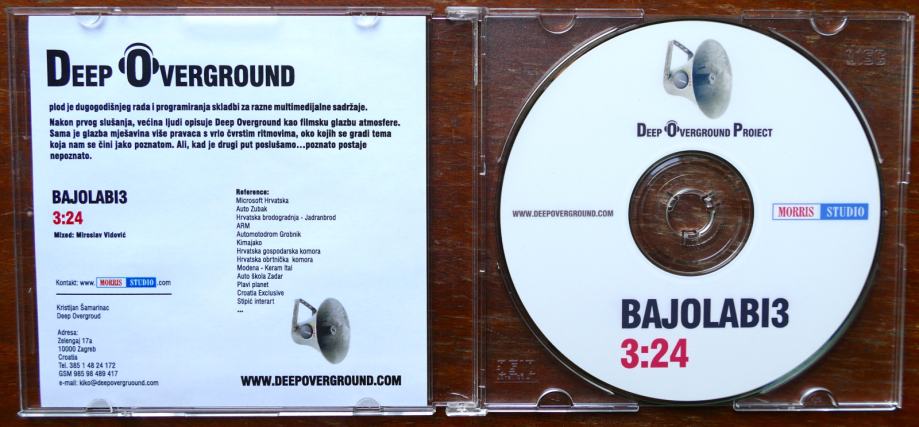 DEEP OVERGROUND
plod je dugogodišnjeg rada i programiranja skladbi za razne multimedijalne sadržaje.
Nakon prvog slušanja, većina ljudi opisuje Deep Overground kao filmsku glazbu atmosfere.
Sama je glazba mješavina više pravaca s vrlo čvrstim ritmovima, oko kojih se gradi tema
koja nam se čini jako poznatom. Ali, kad je drugi put poslušamo...poznato postaje
nepoznato.
BAJOLABI3
3:24
Mixed: Miroslav Vidović
Kontakt: www. MORRIS STUDIO .com
Kristijan Šamarinac
Deep Overgroud
Adresa:
Zelengaj 17a
10000 Zagreb
Croatia
Tel. 385 1 48 24 172
GSM 985 98 489 417
e-mail: kiko@deepovergruound.com
Reference:
Microsoft Hrvatska
Auto Zubak
Hrvatska brodogradnja - Jadranbrod
ARM
Automotodrom Grobnik
Kimajako
Hrvatska gospodarska komora
Hrvatska obrtnička komora
Modena - Keram Ital
Auto škola Zadar
Plavi planet
Croatia Exclusive
Stipić interart
...
WWW.DEEPOVERGROUND.COM
DEEP OVERGROUND PROJECT
WWW.DEEPOVERGROUND.COM
MORRIS STUDIO
BAJOLABI3
3:24